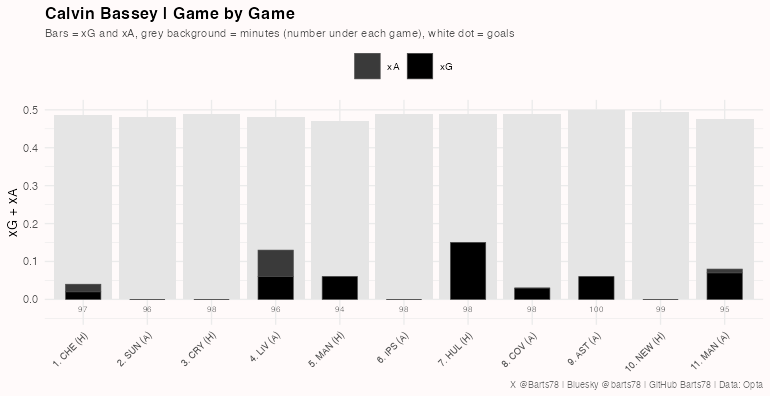 Calvin Bassey | Game by Game
Bars = xG and xA, grey background = minutes (number under each game), white dot = goals
xA xG
xG + xA
0.5
0.4
0.3
0.2
0.1
0.0
97 96 98 96 94 98 98 98 100 99 95
1. CHE (H) 2. SUN (A) 3. CRY (H) 4. LIV (A) 5. MAN (H) 6. IPS (A) 7. HUL (H) 8. COV (A) 9. AST (A) 10. NEW (H) 11. MAN (A)
X @Barts78 | Bluesky @barts78 | GitHub Barts78 | Data: Opta